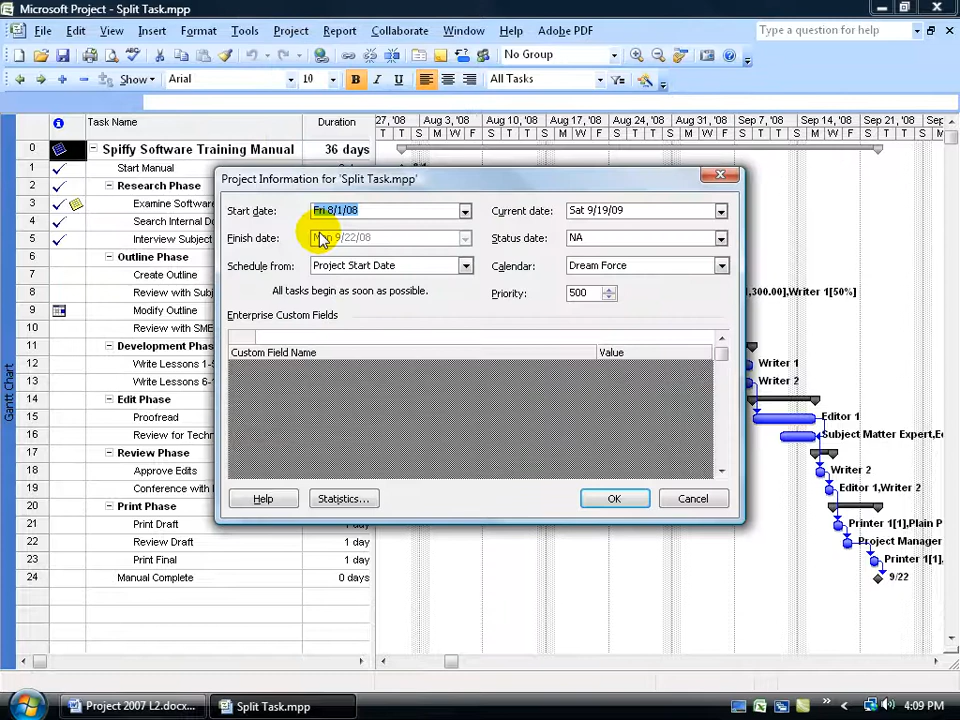 Microsoft Project - Split Task.mpp
File Edit View Insert Format Tools Project Report Collaborate Window Help Adobe PDF
Type a question for help
No Group
Show Arial 10 B I U All Tasks
Task Name Duration
27, '08 Aug 3, '08 Aug 10, '08 Aug 17, '08 Aug 24, '08 Aug 31, '08 Sep 7, '08 Sep 14, '08 Sep 21, '08 Sep
T T S M W F S T T S M W F S T T S M W F S T T S M
0 Spiffy Software Training Manual 36 days
1 Start Manual
2 Research Phase
3 Examine Software
4 Search Internal D
5 Interview Subject
6 Outline Phase
7 Create Outline
8 Review with Subj
,300.00],Writer 1[50%]
9 Modify Outline
10 Review with SME
11 Development Phas
12 Write Lessons 1-
Writer 1
13 Write Lessons 6-
Writer 2
14 Edit Phase
15 Proofread
Editor 1
16 Review for Techn
Subject Matter Expert,Ec
17 Review Phase
18 Approve Edits
Writer 2
19 Conference with
Editor 1,Writer 2
20 Print Phase
21 Print Draft
Printer 1[1],Plain P
22 Review Draft 1 day
Project Manager
23 Print Final 1 day
Printer 1[1],
24 Manual Complete 0 days
9/22
Gantt Chart
Project Information for 'Split Task.mpp'
Start date: Fri 8/1/08
Current date: Sat 9/19/09
Finish date: Mon 9/22/08
Status date: NA
Schedule from: Project Start Date
Calendar: Dream Force
All tasks begin as soon as possible.
Priority: 500
Enterprise Custom Fields
Custom Field Name Value
Help Statistics... OK Cancel
Project 2007 L2.docx... Split Task.mpp
4:09 PM